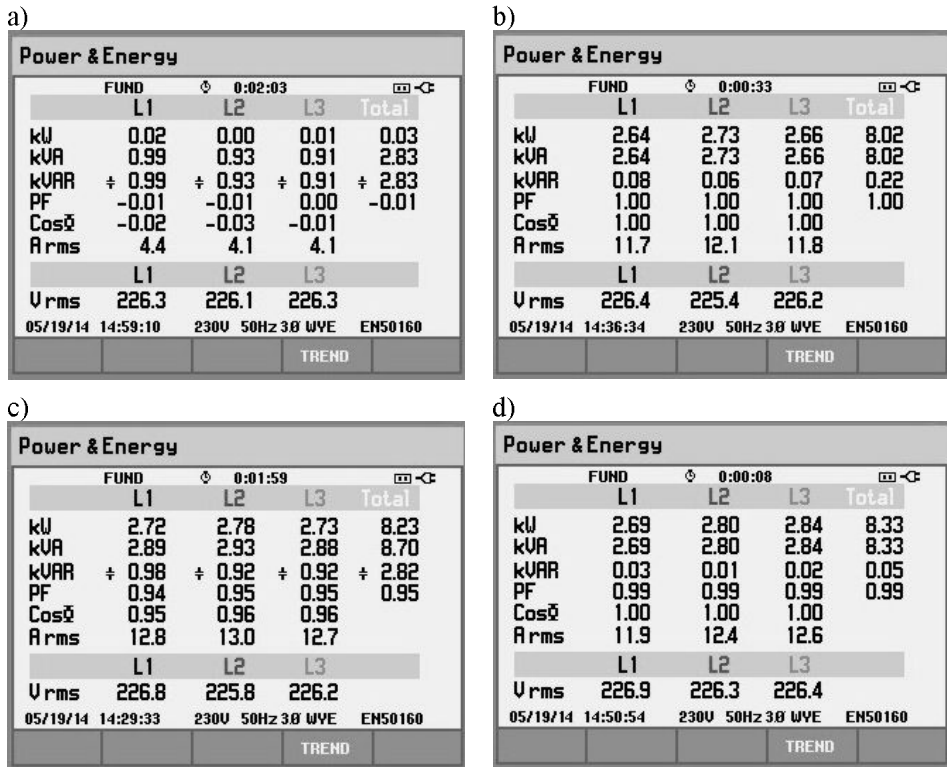 a)
Power & Energy
FUND 0:02:03
L1 L2 L3 Total
kW 0.02 0.00 0.01 0.03
kVA 0.99 0.93 0.91 2.83
kVAR ÷ 0.99 ÷ 0.93 ÷ 0.91 ÷ 2.83
PF -0.01 -0.01 0.00 -0.01
CosΦ -0.02 -0.03 -0.01
A rms 4.4 4.1 4.1
L1 L2 L3
V rms 226.3 226.1 226.3
05/19/14 14:59:10 230V 50Hz 3Ø WYE EN50160
TREND
b)
Power & Energy
FUND 0:00:33
L1 L2 L3 Total
kW 2.64 2.73 2.66 8.02
kVA 2.64 2.73 2.66 8.02
kVAR 0.08 0.06 0.07 0.22
PF 1.00 1.00 1.00 1.00
CosΦ 1.00 1.00 1.00
A rms 11.7 12.1 11.8
L1 L2 L3
V rms 226.4 225.4 226.2
05/19/14 14:36:34 230V 50Hz 3Ø WYE EN50160
TREND
c)
Power & Energy
FUND 0:01:59
L1 L2 L3 Total
kW 2.72 2.78 2.73 8.23
kVA 2.89 2.93 2.88 8.70
kVAR ÷ 0.98 ÷ 0.92 ÷ 0.92 ÷ 2.82
PF 0.94 0.95 0.95 0.95
CosΦ 0.95 0.96 0.96
A rms 12.8 13.0 12.7
L1 L2 L3
V rms 226.8 225.8 226.2
05/19/14 14:29:33 230V 50Hz 3Ø WYE EN50160
TREND
d)
Power & Energy
FUND 0:00:08
L1 L2 L3 Total
kW 2.69 2.80 2.84 8.33
kVA 2.69 2.80 2.84 8.33
kVAR 0.03 0.01 0.02 0.05
PF 0.99 0.99 0.99 0.99
CosΦ 1.00 1.00 1.00
A rms 11.9 12.4 12.6
L1 L2 L3
V rms 226.9 226.3 226.4
05/19/14 14:50:54 230V 50Hz 3Ø WYE EN50160
TREND